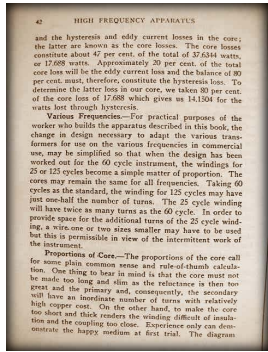 42 HIGH FREQUENCY APPARATUS
and the hysteresis and eddy current losses in the core;
the latter are known as the core losses. The core losses
constitute about 47 per cent. of the total of 37.6344 watts,
or 17.688 watts. Approximately 20 per cent. of the total
core loss will be the eddy current loss and the balance of 80
per cent. must, therefore, constitute the hysteresis loss. To
determine the latter loss in our core, we taken 80 per cent.
of the core loss of 17.688 which gives us 14.1504 for the
watts lost through hysteresis.
Various Frequencies.—For practical purposes of the
worker who builds the apparatus described in this book, the
change in design necessary to adapt the various trans-
formers for use on the various frequencies in commercial
use, may be simplified so that when the design has been
worked out for the 60 cycle instrument, the windings for
25 or 125 cycles become a simple matter of proportion. The
cores may remain the same for all frequencies. Taking 60
cycles as the standard, the winding for 125 cycles may have
just one-half the number of turns. The 25 cycle winding
will have twice as many turns as the 60 cycle. In order to
provide space for the additional turns of the 25 cycle wind-
ing, a wire one or two sizes smaller may have to be used
but this is permissible in view of the intermittent work of
the instrument.
Proportions of Core.—The proportions of the core call
for some plain common sense and rule-of-thumb calcula-
tion. One thing to bear in mind is that the core must not
be made too long and slim as the reluctance is then too
great and the primary and, consequently, the secondary
will have an inordinate number of turns with relatively
high copper cost. On the other hand, to make the core
too short and thick renders the winding difficult of insula-
tion and the coupling too close. Experience only can dem-
onstrate the happy medium at first trial. The diagram